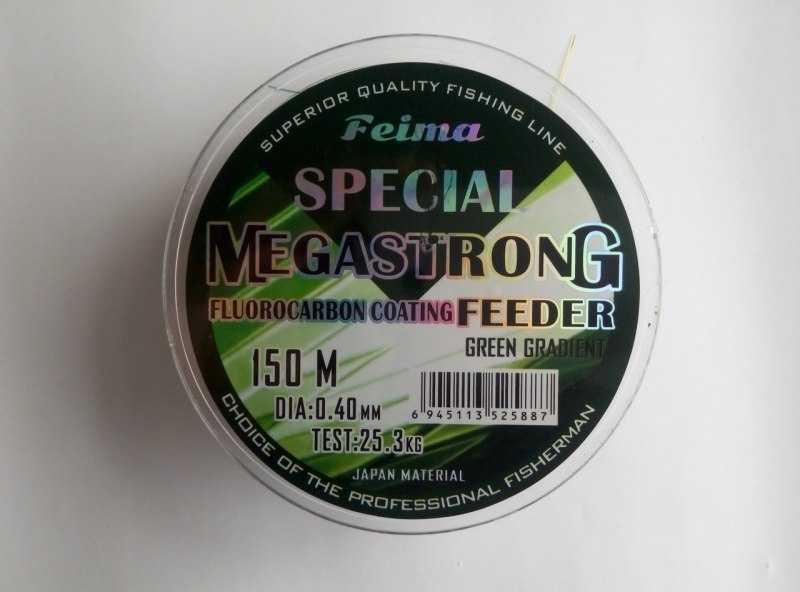 SUPERIOR QUALITY FISHING LINE
Feima
SPECIAL
MEGASTRONG
FLUOROCARBON COATING FEEDER
GREEN GRADIENT
150 M
DIA:0.40MM
6 945113 525887
TEST:25.3KG
JAPAN MATERIAL
CHOICE OF THE PROFESSIONAL FISHERMAN